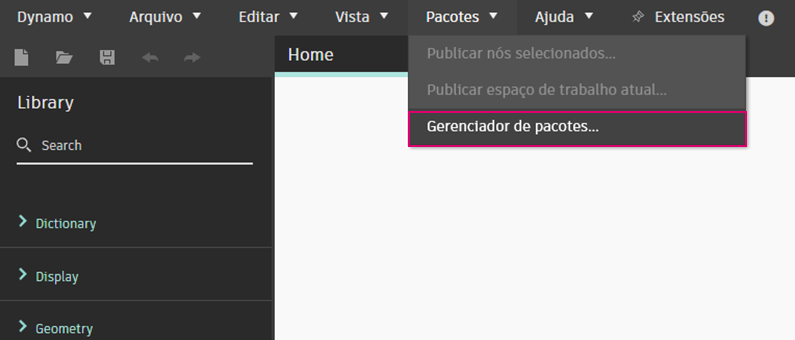 Dynamo Arquivo Editar Vista Pacotes Ajuda Extensões
Home
Publicar nós selecionados...
Publicar espaço de trabalho atual...
Gerenciador de pacotes...
Library
Search
Dictionary
Display
Geometry